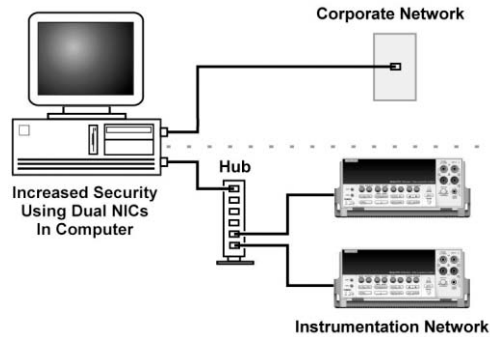 Corporate Network
Hub
Increased Security
Using Dual NICs
In Computer
Instrumentation Network